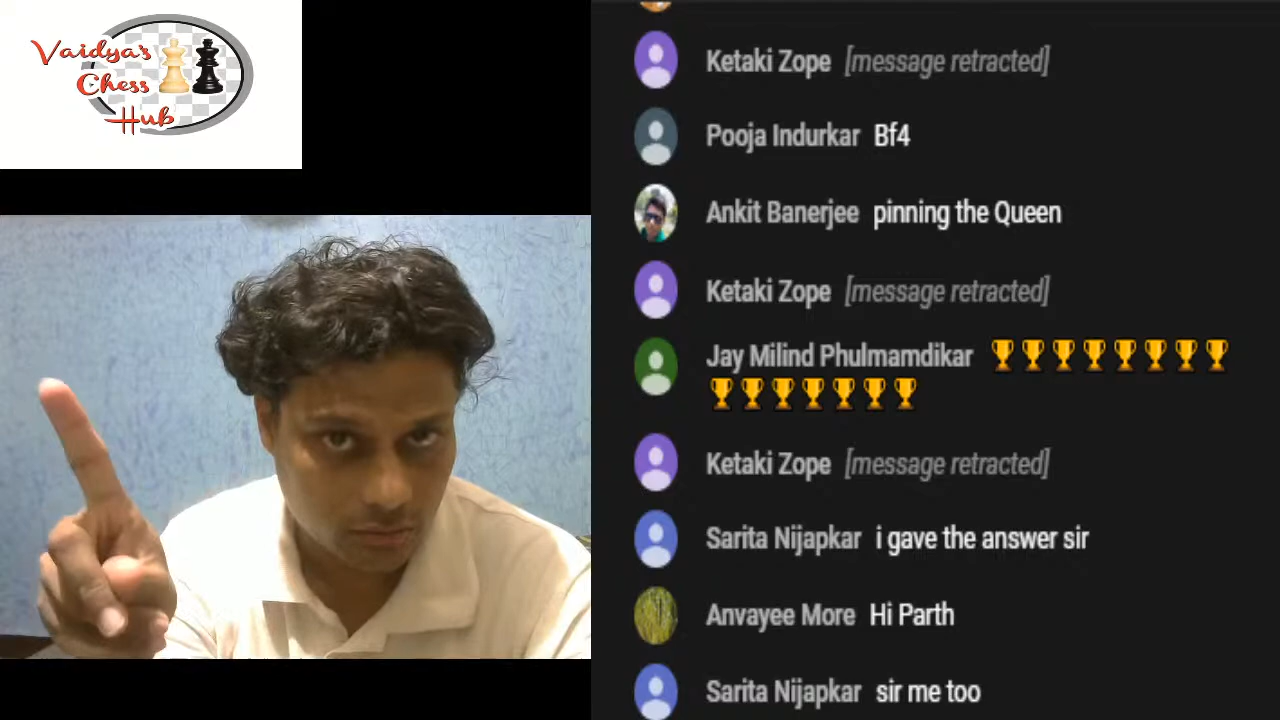 Vaidya's
Chess
Hub
Ketaki Zope [message retracted]
Pooja Indurkar Bf4
Ankit Banerjee pinning the Queen
Ketaki Zope [message retracted]
Jay Milind Phulmamdikar 🏆🏆🏆🏆🏆🏆🏆🏆
🏆🏆🏆🏆🏆🏆🏆
Ketaki Zope [message retracted]
Sarita Nijapkar i gave the answer sir
Anvayee More Hi Parth
Sarita Nijapkar sir me too